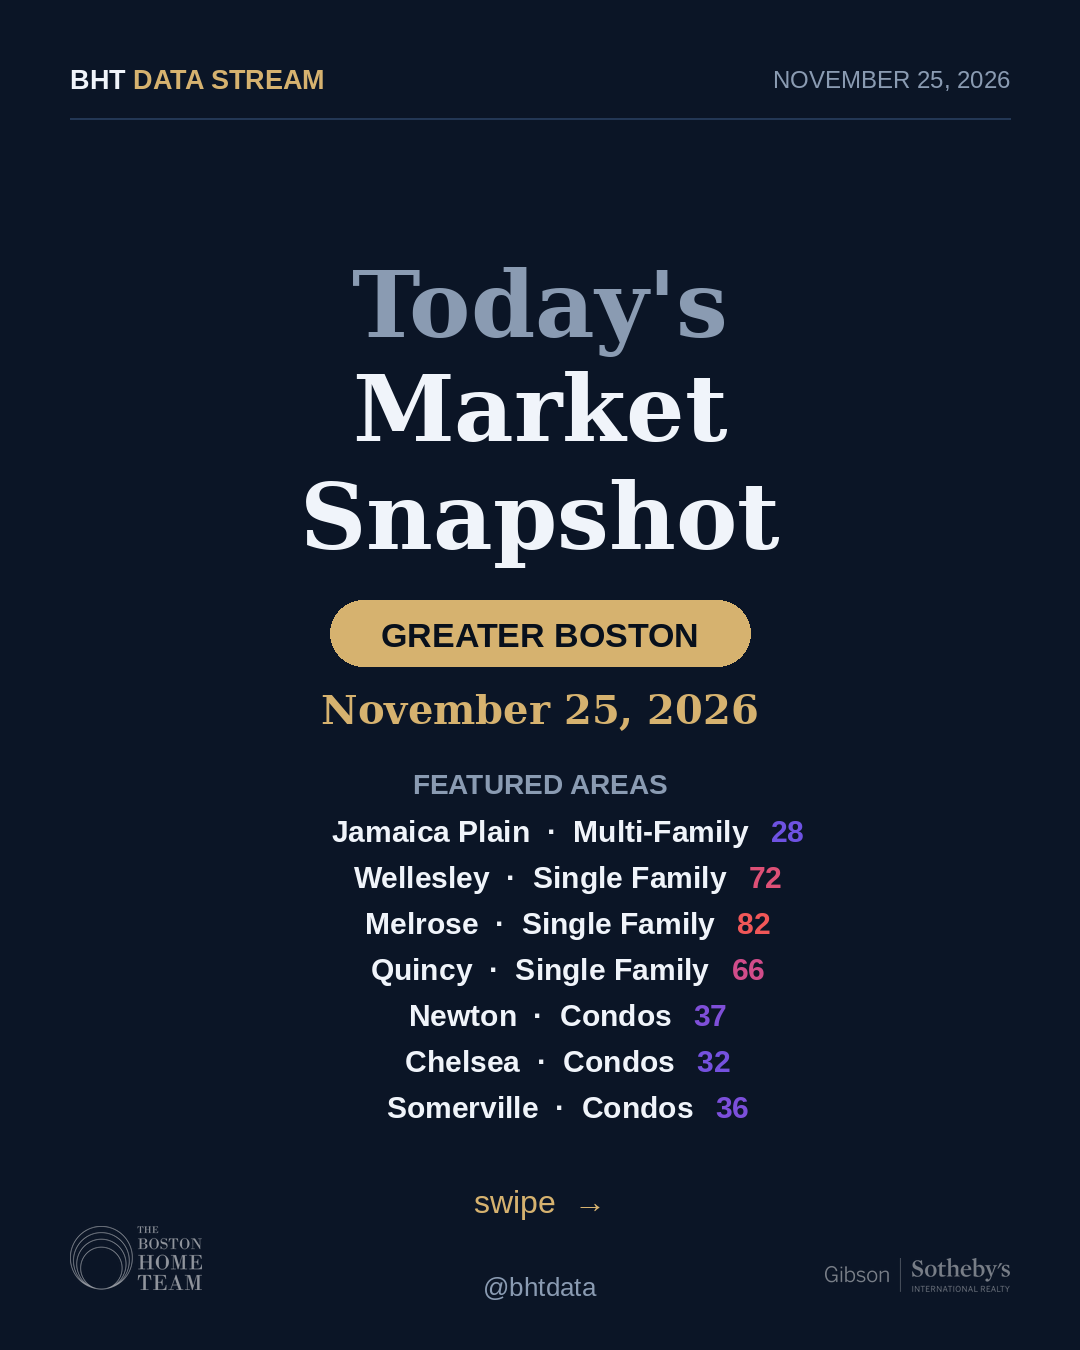 BHT DATA STREAM
NOVEMBER 25, 2026
Today's
Market
Snapshot
GREATER BOSTON
November 25, 2026
FEATURED AREAS
Jamaica Plain · Multi-Family 28
Wellesley · Single Family 72
Melrose · Single Family 82
Quincy · Single Family 66
Newton · Condos 37
Chelsea · Condos 32
Somerville · Condos 36
swipe →
THE
BOSTON
HOME
TEAM
@bhtdata
Gibson
Sotheby's
INTERNATIONAL REALTY